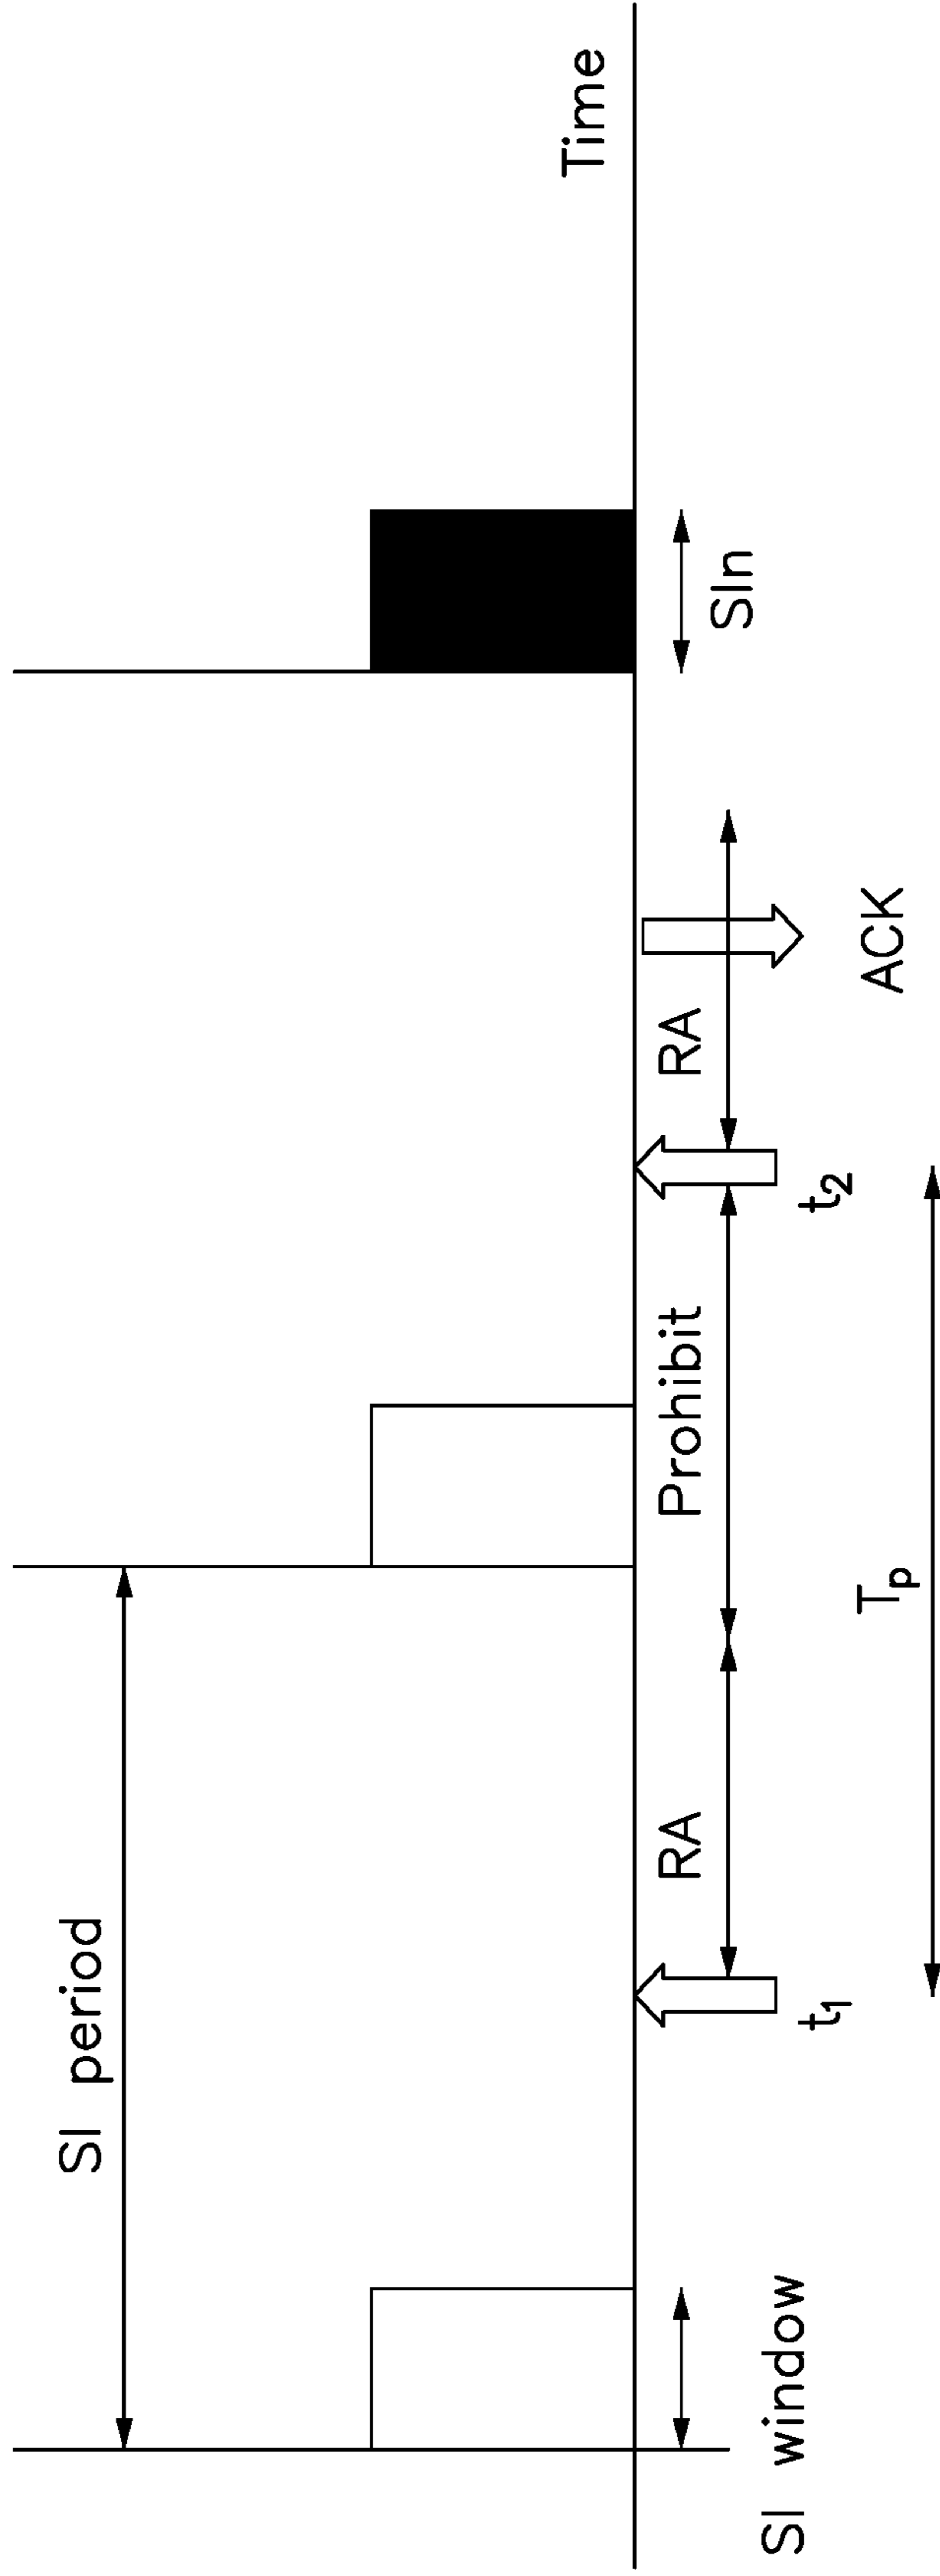 SI period
Time
RA
Prohibit
RA
SIn
SI window
t1
t2
ACK
Tp